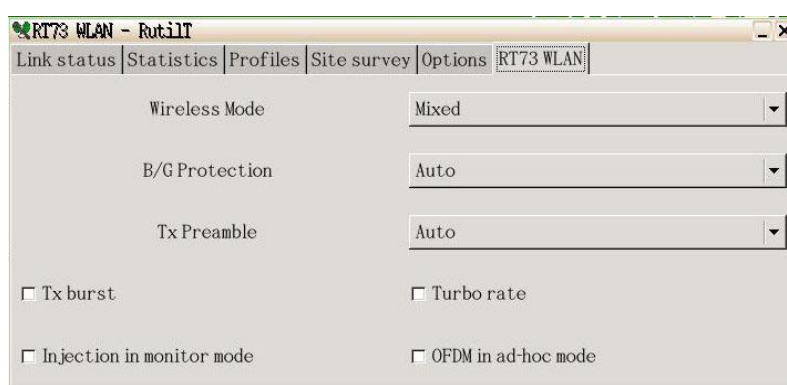 RT73 WLAN - RutilT
Link status Statistics Profiles Site survey Options RT73 WLAN
Wireless Mode Mixed
B/G Protection Auto
Tx Preamble Auto
Tx burst Turbo rate
Injection in monitor mode OFDM in ad-hoc mode